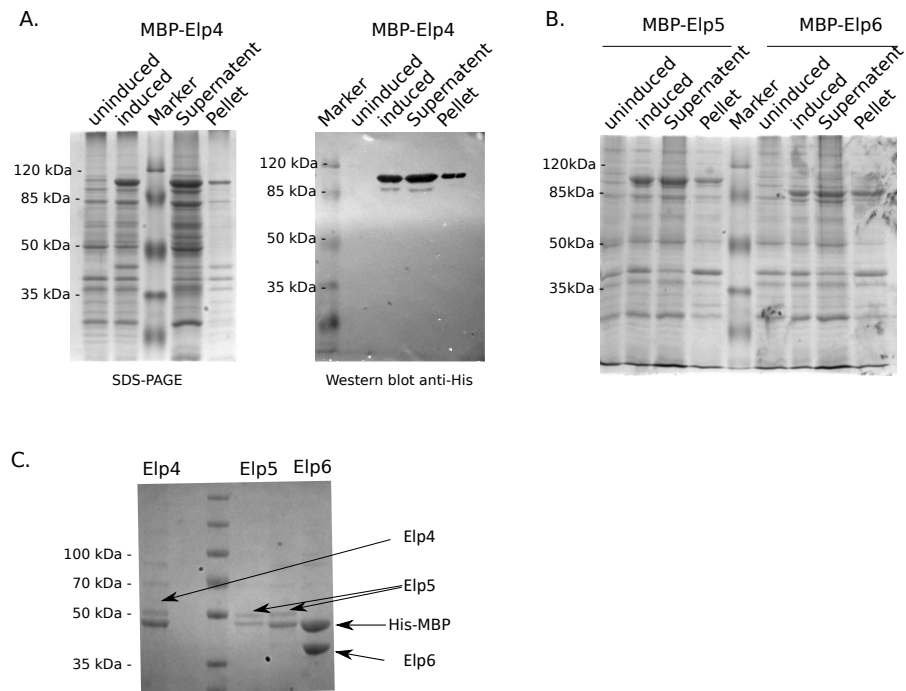 A.
MBP-Elp4
uninduced
induced
Marker
Supernatent
Pellet
120 kDa -
85 kDa -
50 kDa -
35 kDa -
SDS-PAGE
MBP-Elp4
Marker
uninduced
induced
Supernatent
Pellet
120 kDa -
85 kDa -
50 kDa -
35 kDa -
Western blot anti-His
B.
MBP-Elp5
MBP-Elp6
uninduced
induced
Supernatent
Pellet
Marker
uninduced
induced
Supernatent
Pellet
120kDa-
85kDa-
50kDa-
35kDa-
C.
Elp4
Elp5
Elp6
100 kDa -
70 kDa -
50 kDa -
35 kDa -
Elp4
Elp5
His-MBP
Elp6